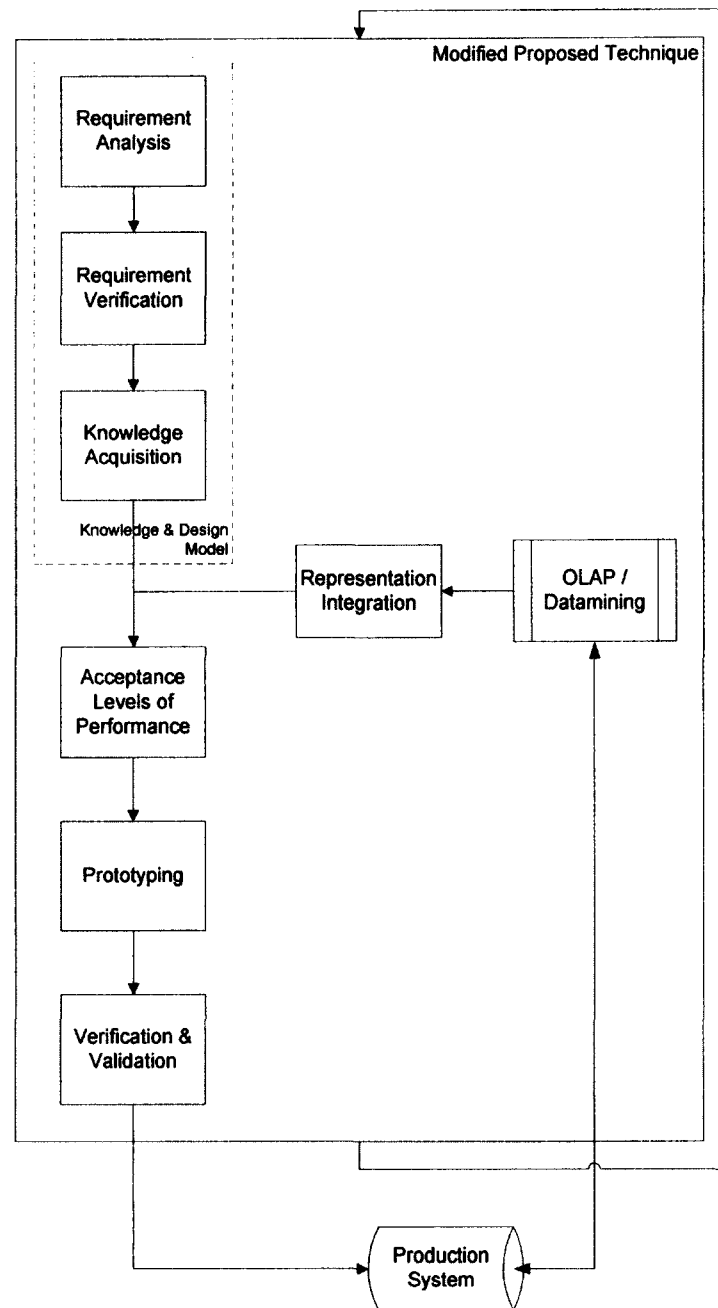 Modified Proposed Technique
Requirement
Analysis
Requirement
Verification
Knowledge
Acquisition
Knowledge & Design
Model
Representation
Integration
OLAP /
Datamining
Acceptance
Levels of
Performance
Prototyping
Verification &
Validation
Production
System